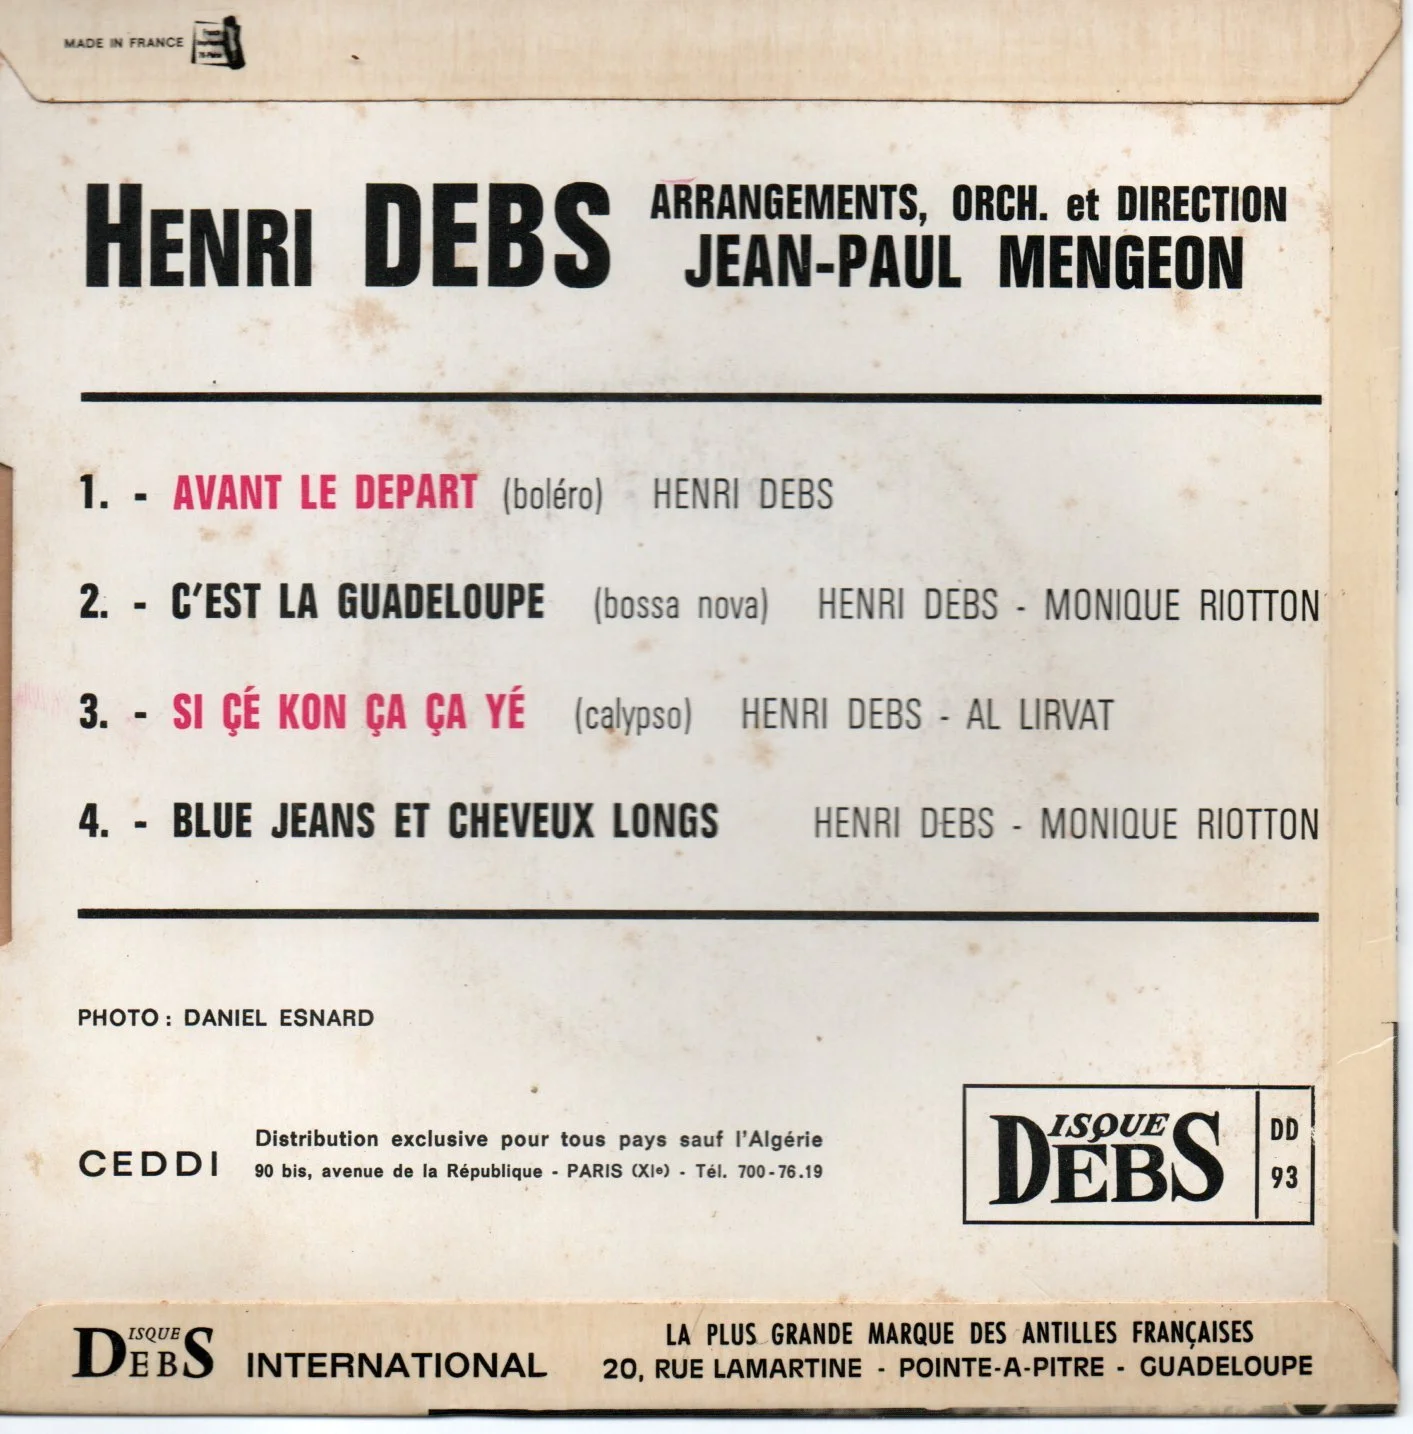 MADE IN FRANCE
HENRI DEBS
ARRANGEMENTS, ORCH. et DIRECTION
JEAN-PAUL MENGEON
1. - AVANT LE DEPART (boléro) HENRI DEBS
2. - C'EST LA GUADELOUPE (bossa nova) HENRI DEBS - MONIQUE RIOTTON
3. - SI ÇÉ KON ÇA ÇA YÉ (calypso) HENRI DEBS - AL LIRVAT
4. - BLUE JEANS ET CHEVEUX LONGS HENRI DEBS - MONIQUE RIOTTON
PHOTO : DANIEL ESNARD
CEDDI
Distribution exclusive pour tous pays sauf l'Algérie
90 bis, avenue de la République - PARIS (XIe) - Tél. 700-76.19
DISQUE DEBS
DD
93
DISQUE DEBS INTERNATIONAL
LA PLUS GRANDE MARQUE DES ANTILLES FRANÇAISES
20, RUE LAMARTINE - POINTE-A-PITRE - GUADELOUPE